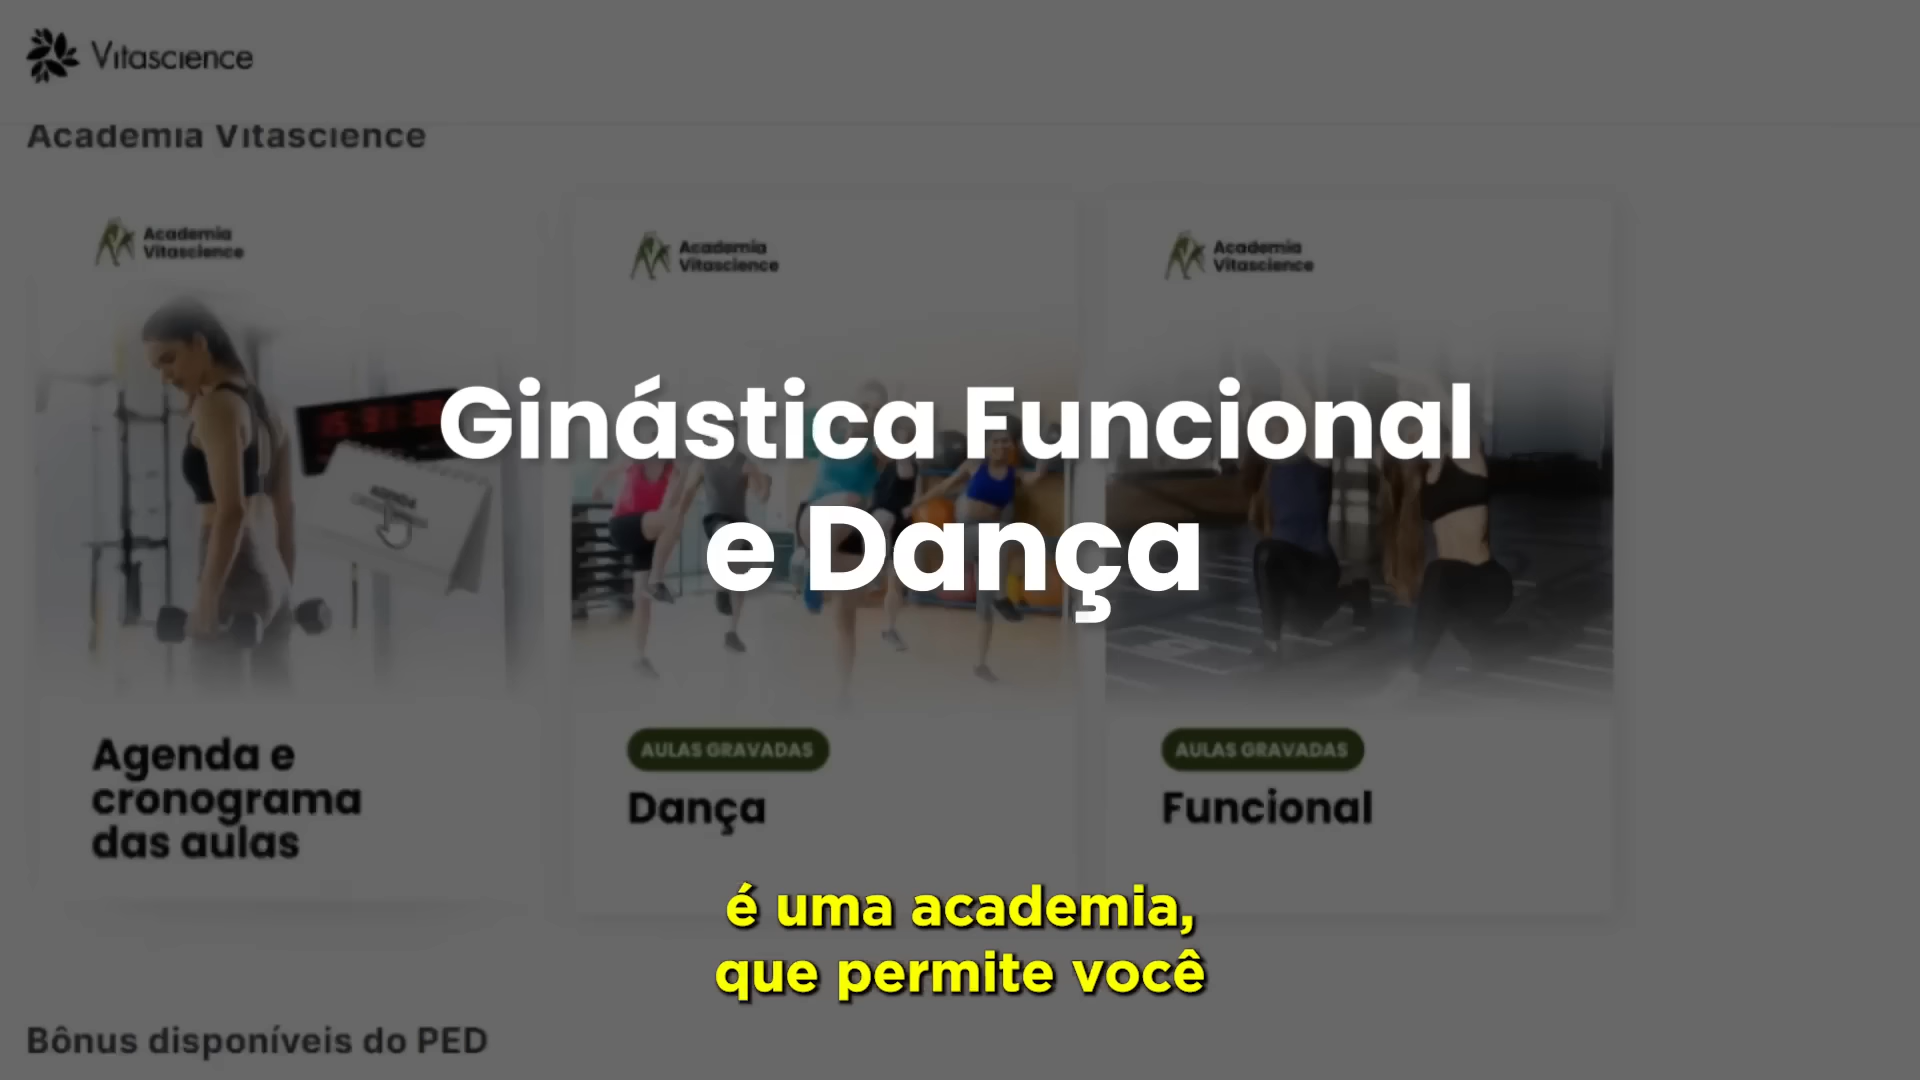 Vitascience
Academia Vitascience
Academia
Vitascience
Academia
Vitascience
Academia
Vitascience
Ginástica Funcional
e Dança
AGENDA
Agenda e
cronograma
das aulas
AULAS GRAVADAS
Dança
AULAS GRAVADAS
Funcional
é uma academia,
que permite você
Bônus disponíveis do PED